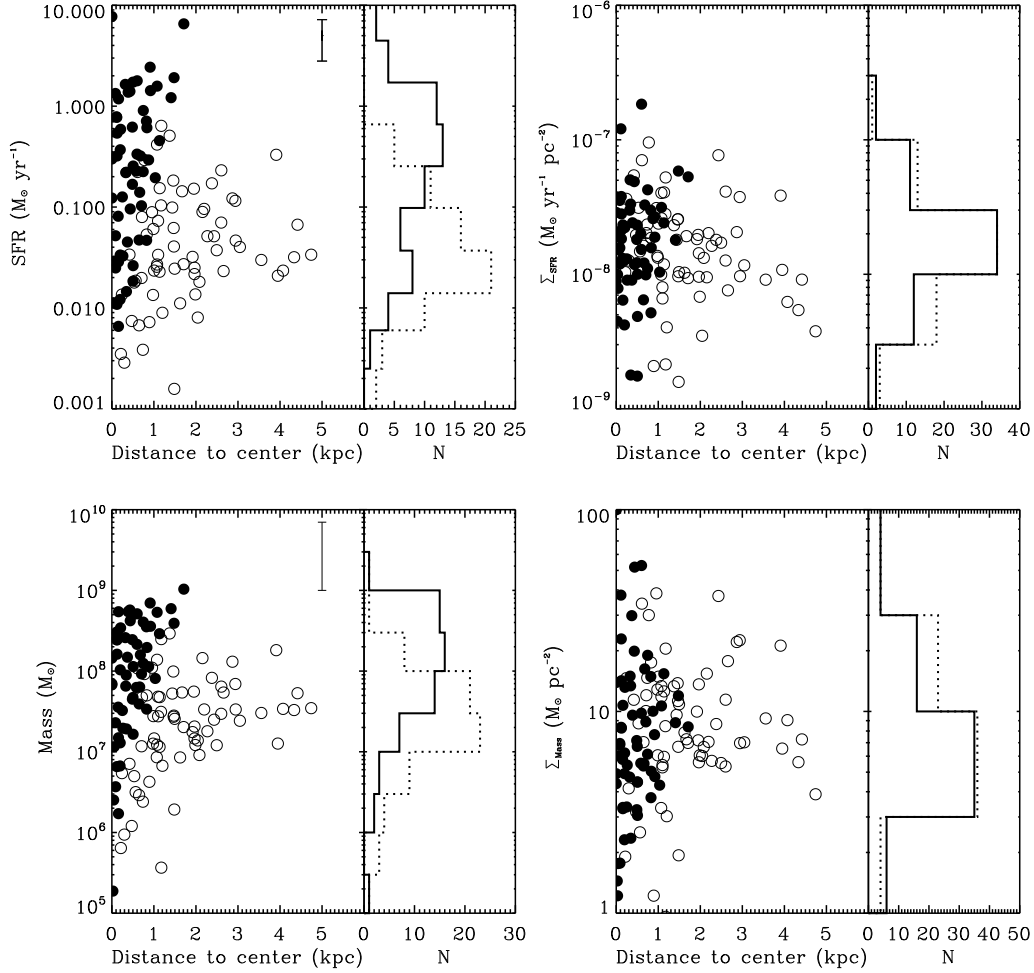 10.000
1.000
0.100
0.010
0.001
SFR (M☉ yr⁻¹)
0 1 2 3 4 5
Distance to center (kpc)
5 10 15 20 25
N
10⁻⁶
10⁻⁷
10⁻⁸
10⁻⁹
Σ_SFR (M☉ yr⁻¹ pc⁻²)
0 1 2 3 4 5
Distance to center (kpc)
0 10 20 30 40
N
10¹⁰
10⁹
10⁸
10⁷
10⁶
10⁵
Mass (M☉)
0 1 2 3 4 5
Distance to center (kpc)
0 10 20 30
N
100
10
1
Σ_Mass (M☉ pc⁻²)
0 1 2 3 4 5
Distance to center (kpc)
0 10 20 30 40 50
N